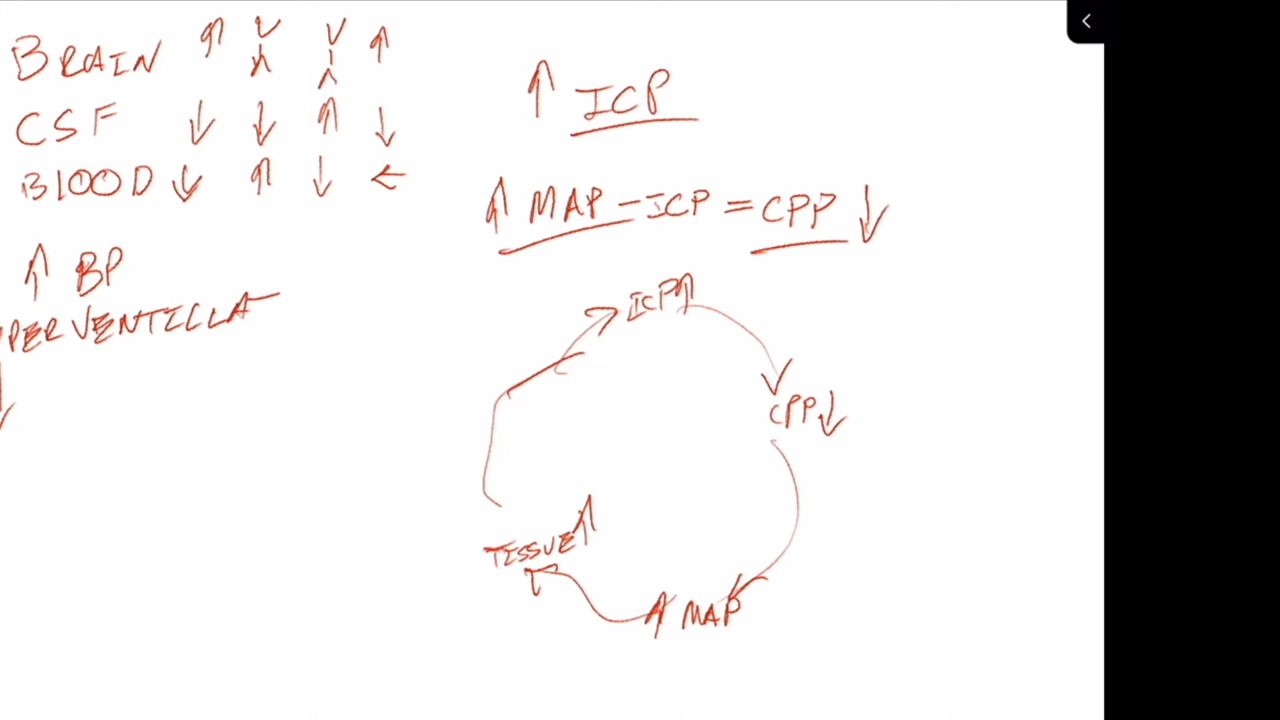 BRAIN ↑ ↓ ↓ ↑
CSF ↓ ↓ ↑ ↓
BLOOD ↓ ↑ ↓ ←
↑ BP
PERVENTILLA
↑ ICP
↑ MAP - ICP = CPP ↓
ICP↑
CPP↓
TISSUE↑
↑ MAP